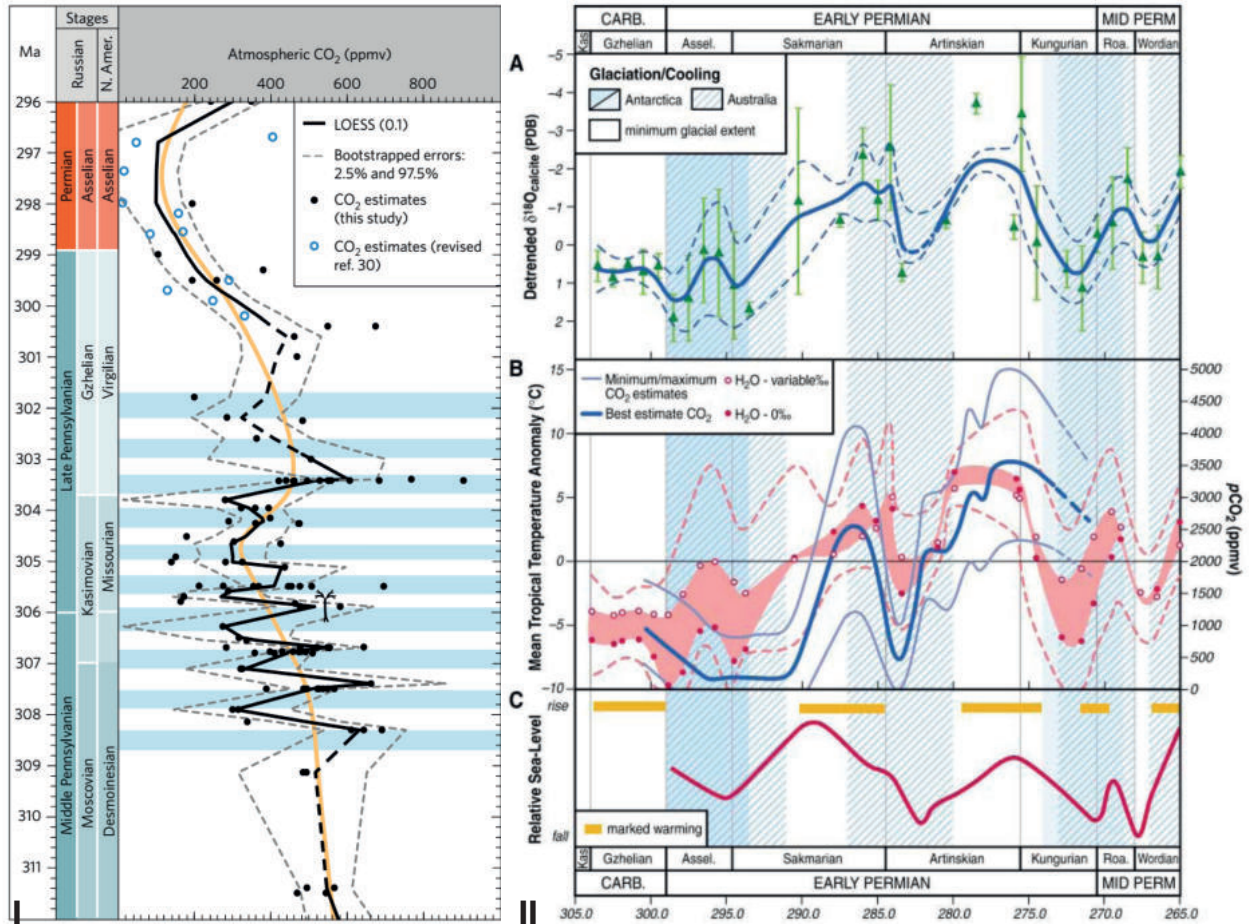 Stages
Ma
Russian
N. Amer.
Atmospheric CO2 (ppmv)
200 400 600 800
296
297
298
299
300
301
302
303
304
305
306
307
308
309
310
311
Permian
Asselian
Asselian
Late Pennsylvanian
Gzhelian
Virgilian
Kasimovian
Missourian
Middle Pennsylvanian
Moscovian
Desmoinesian
LOESS (0.1)
Bootstrapped errors:
2.5% and 97.5%
CO2 estimates
(this study)
CO2 estimates (revised
ref. 30)
I
CARB. EARLY PERMIAN MID PERM
Kas Gzhelian Assel. Sakmarian Artinskian Kungurian Roa. Wordian
A
Detrended δ18Ocalcite (PDB)
-5
-4
-3
-2
-1
0
1
2
Glaciation/Cooling
Antarctica Australia
minimum glacial extent
B
Mean Tropical Temperature Anomaly (°C)
15
10
5
0
-5
-10
Minimum/maximum
CO2 estimates
Best estimate CO2
H2O - variable‰
H2O - 0‰
5000
4500
4000
3500
3000
2500
2000
1500
1000
500
0
pCO2 (ppmv)
C
Relative Sea-Level
rise
fall
marked warming
Kas Gzhelian Assel. Sakmarian Artinskian Kungurian Roa. Wordian
CARB. EARLY PERMIAN MID PERM
305.0 300.0 295.0 290.0 285.0 280.0 275.0 270.0 265.0
II